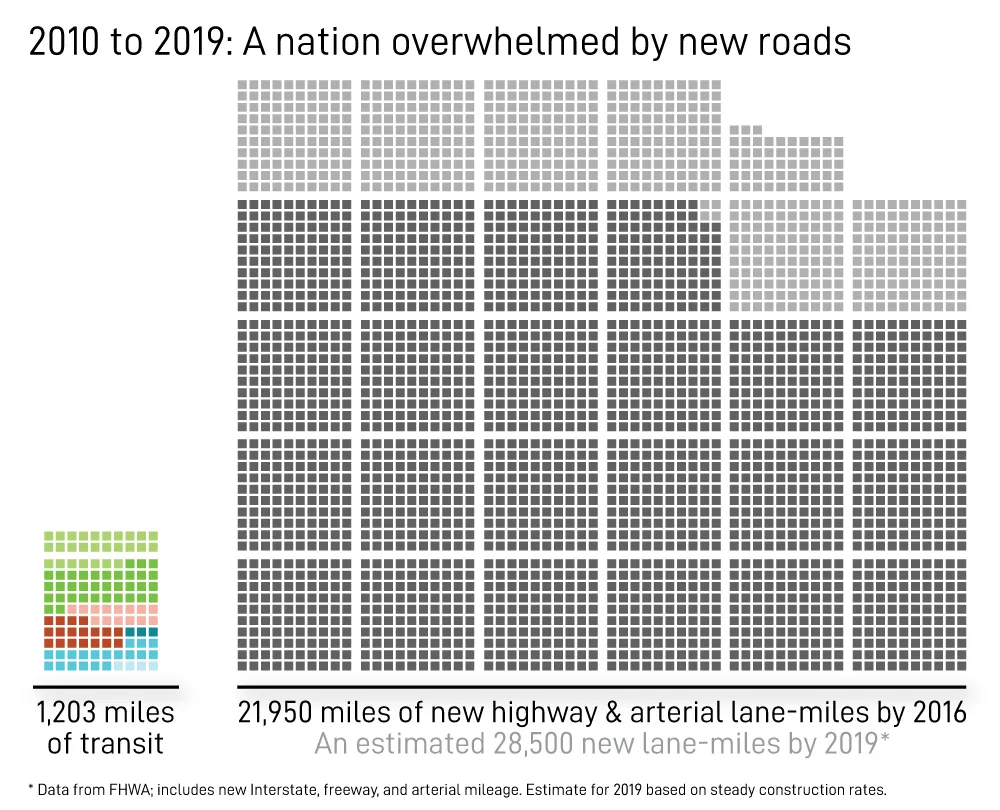 2010 to 2019: A nation overwhelmed by new roads
1,203 miles
of transit
21,950 miles of new highway & arterial lane-miles by 2016
An estimated 28,500 new lane-miles by 2019*
* Data from FHWA; includes new Interstate, freeway, and arterial mileage. Estimate for 2019 based on steady construction rates.